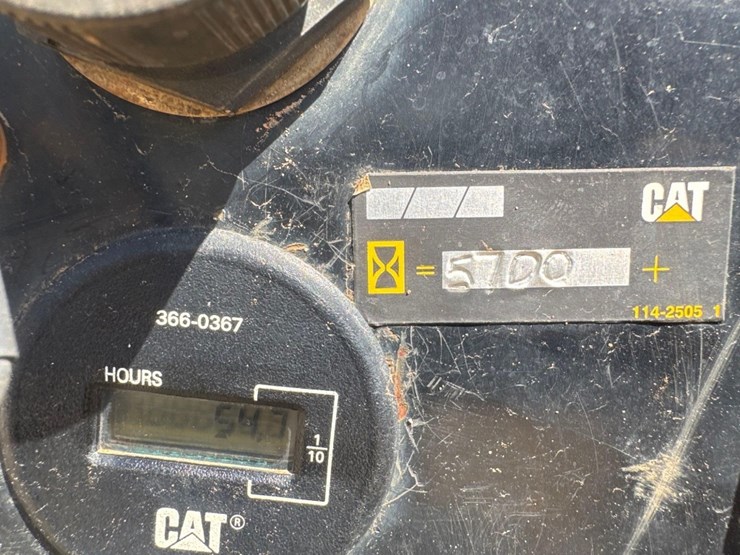 CAT
= 5700 +
114-2505 1
366-0367
HOURS
1/10
CAT®